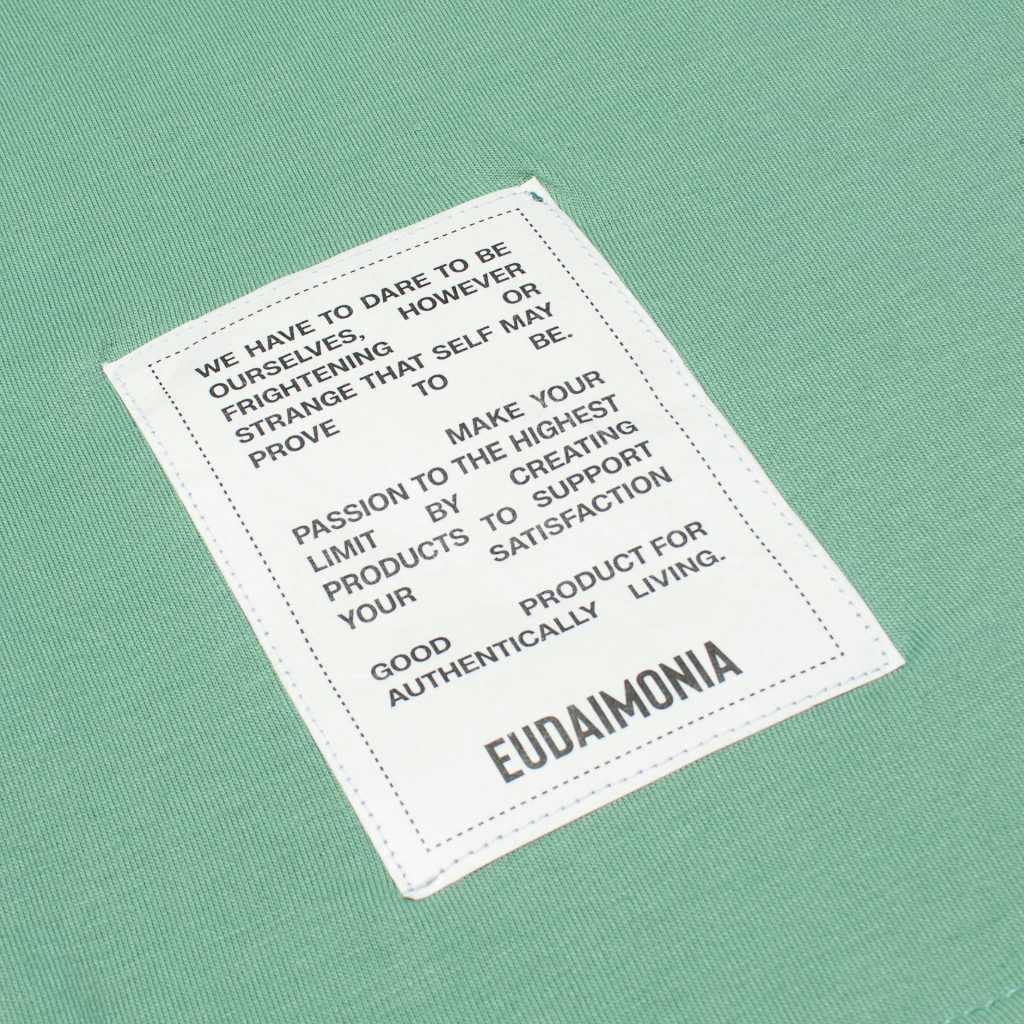 WE HAVE TO DARE TO BE
OURSELVES, HOWEVER
FRIGHTENING OR
STRANGE THAT SELF MAY
PROVE TO BE.
MAKE YOUR
PASSION TO THE HIGHEST
LIMIT BY CREATING
PRODUCTS TO SUPPORT
YOUR SATISFACTION
GOOD PRODUCT FOR
AUTHENTICALLY LIVING.
EUDAIMONIA